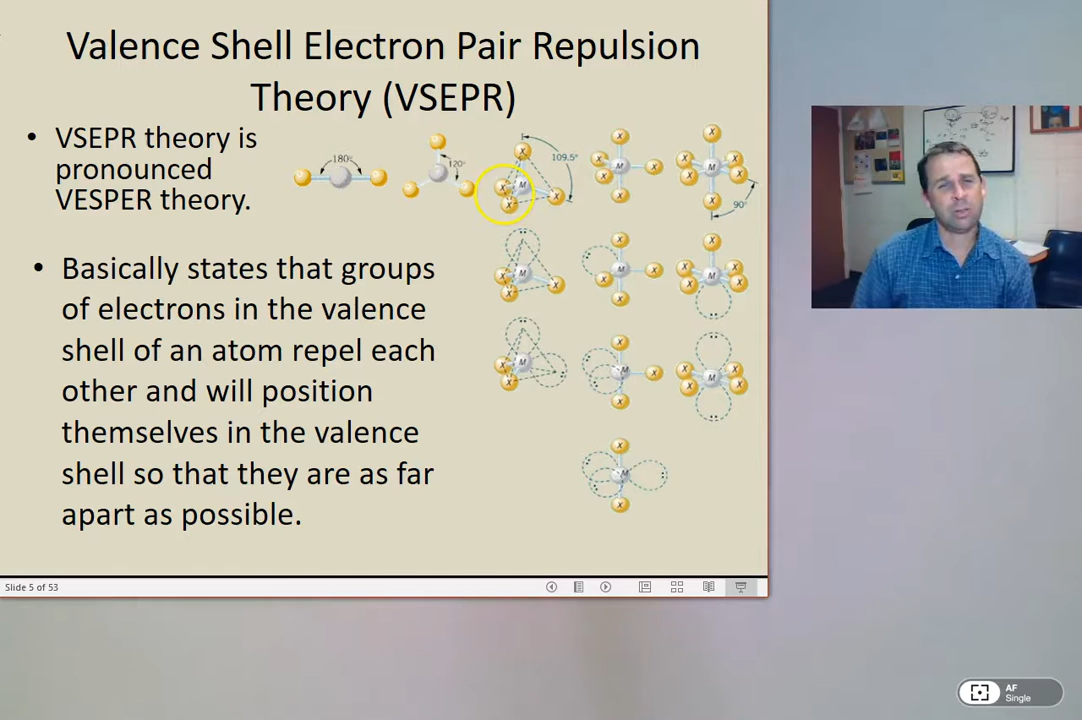 Valence Shell Electron Pair Repulsion
Theory (VSEPR)
• VSEPR theory is
pronounced
VESPER theory.
• Basically states that groups
of electrons in the valence
shell of an atom repel each
other and will position
themselves in the valence
shell so that they are as far
apart as possible.
180°
120°
X
109.5°
X M
X X
X
X M X
X
X
X
X M X
X X
X
90°
M
X X
X
X
M X
X
X
X
X M X
X X
M
X
X
X
M X
X
X M X
X X
X
M
X
Slide 5 of 53
AF
Single